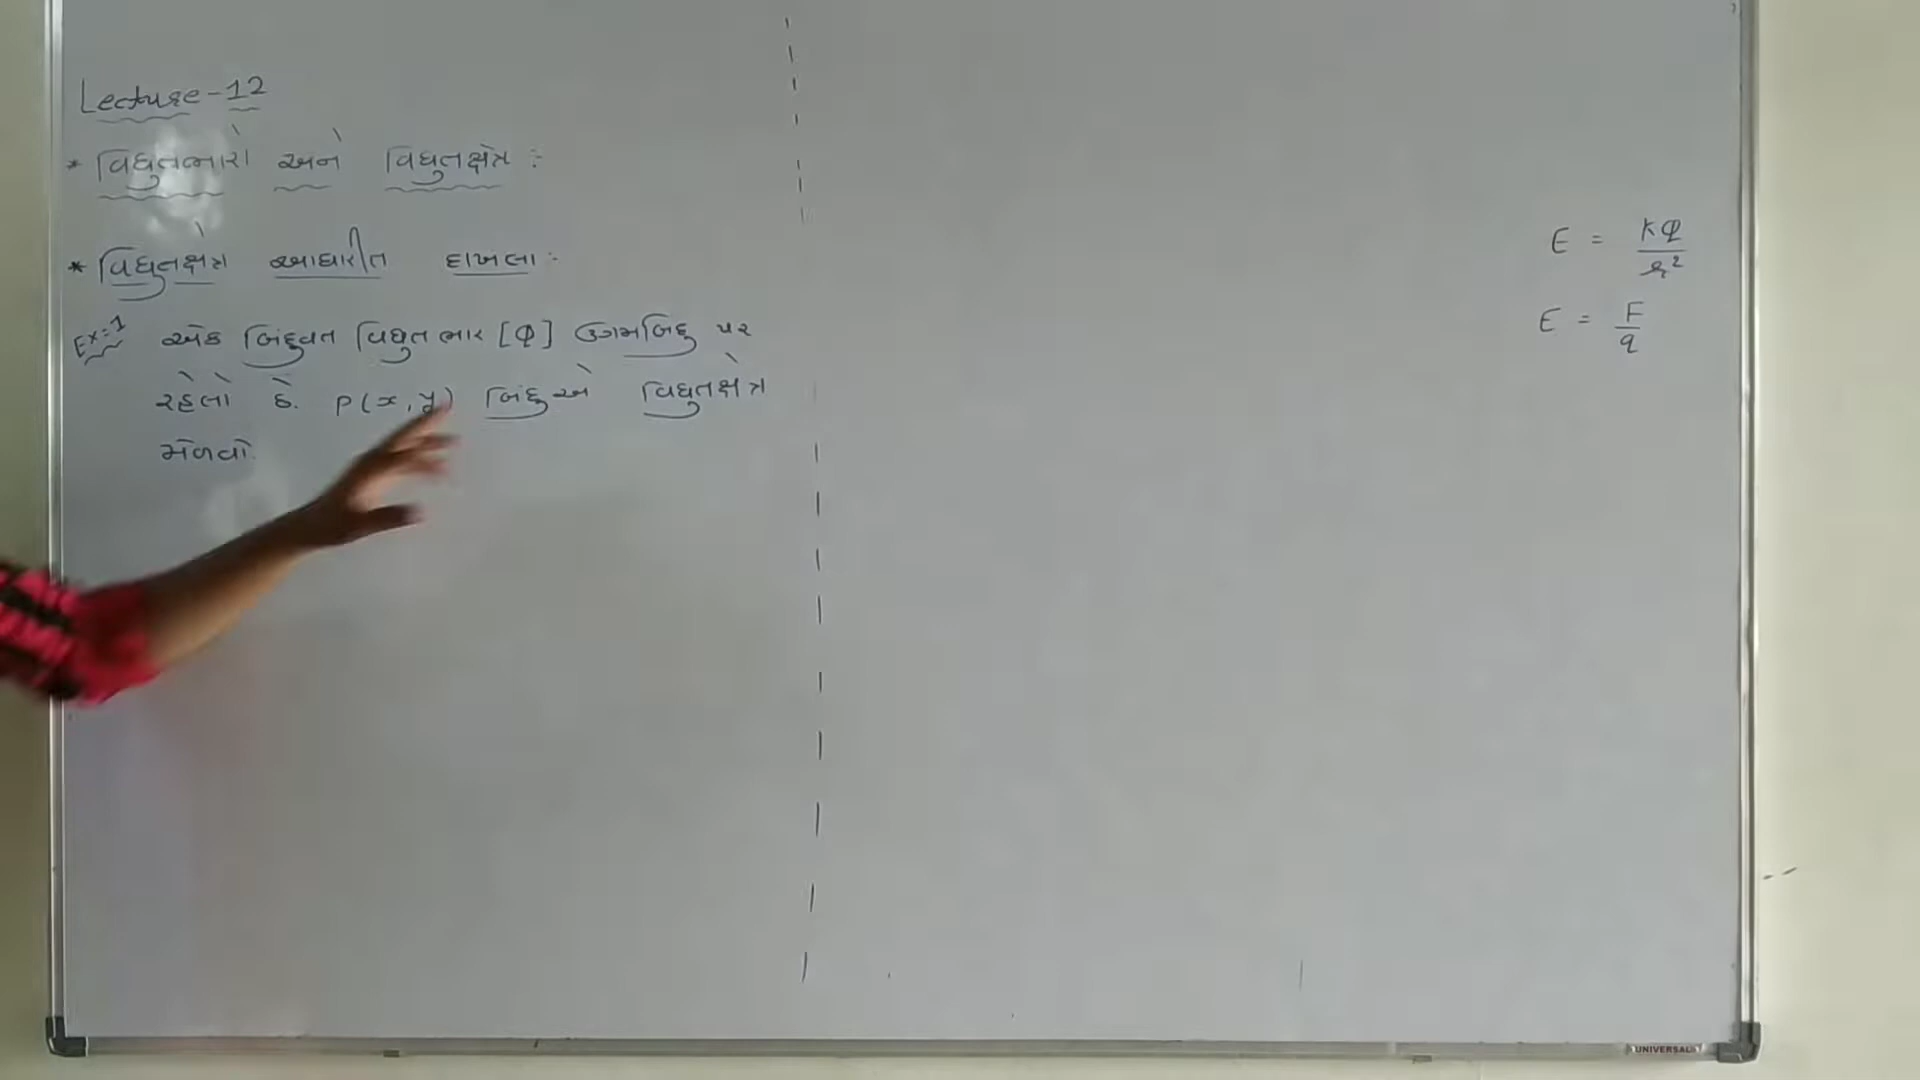 Lecture-12
* વિદ્યુતભારો અને વિદ્યુતક્ષેત્ર :-
* વિદ્યુતક્ષેત્ર આધારીત દાખલા :-
Ex:-1 એક બિંદુવત વિદ્યુતભાર [Q] ઉગમબિંદુ પર
રહેલો છે. P(x, y) બિંદુએ વિદ્યુતક્ષેત્ર
મેળવો.
E = KQ/r²
E = F/q
UNIVERSAL